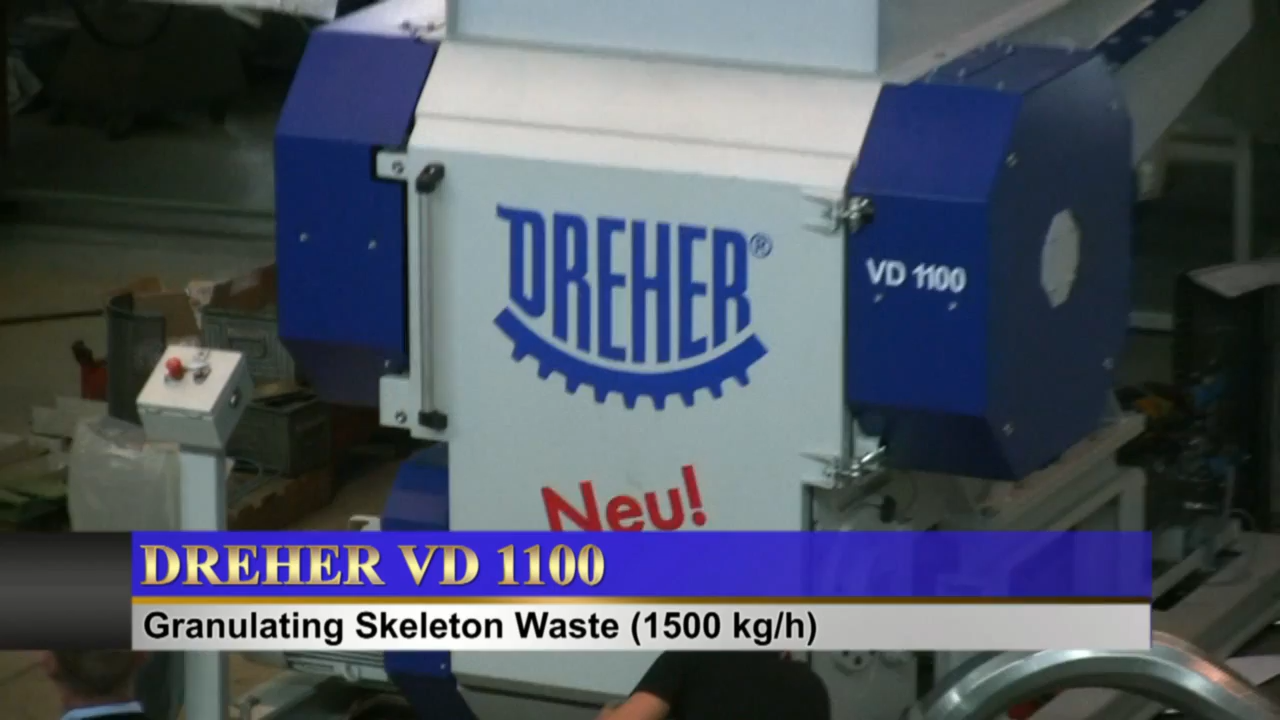 DREHER®
VD 1100
Neu!
DREHER VD 1100
Granulating Skeleton Waste (1500 kg/h)